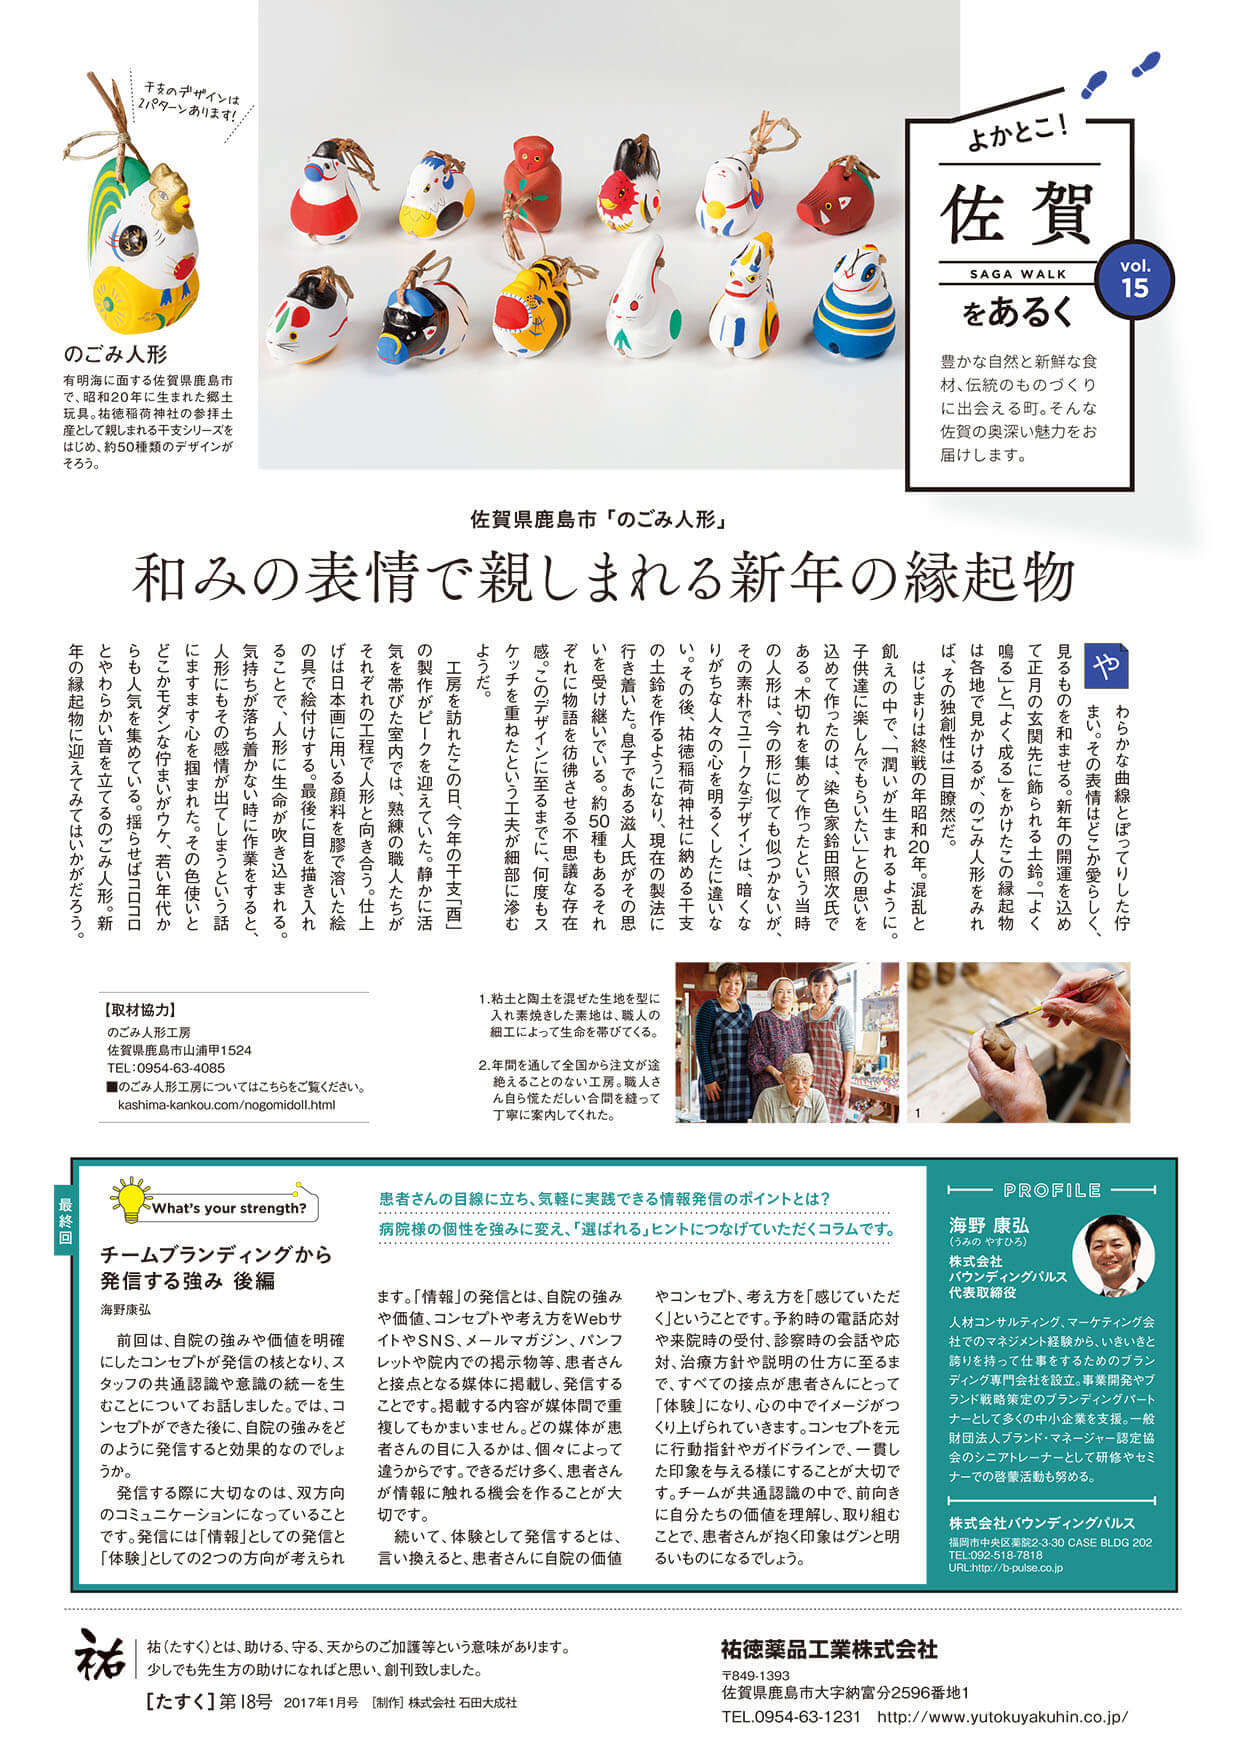 干支のデザインは
2パターンあります!
のごみ人形
有明海に面する佐賀県鹿島市
で、昭和20年に生まれた郷土
玩具。祐徳稲荷神社の参拝土
産として親しまれる干支シリーズを
はじめ、約50種類のデザインが
そろう。
よかとこ!
佐賀
SAGA WALK
をあるく
vol.
15
豊かな自然と新鮮な食
材、伝統のものづくり
に出会える町。そんな
佐賀の奥深い魅力をお
届けします。
佐賀県鹿島市「のごみ人形」
和みの表情で親しまれる新年の縁起物
やわらかな曲線とぽってりした佇
まい。その表情はどこか愛らしく、
見るものを和ませる。新年の開運を込め
て正月の玄関先に飾られる土鈴。「よく
鳴る」と「よく成る」をかけたこの縁起物
は各地で見かけるが、のごみ人形をみれ
ば、その独創性は一目瞭然だ。
はじまりは終戦の年昭和20年。混乱と
飢えの中で、「潤いが生まれるように。
子供達に楽しんでもらいたい」との思いを
込めて作ったのは、染色家鈴田照次氏で
ある。木切れを集めて作ったという当時
の人形は、今の形に似ても似つかないが、
その素朴でユニークなデザインは、暗くな
りがちな人々の心を明るくしたに違いな
い。その後、祐徳稲荷神社に納める干支
の土鈴を作るようになり、現在の製法に
行き着いた。息子である滋人氏がその思
いを受け継いでいる。約50種もあるそれ
ぞれに物語を彷彿させる不思議な存在
感。このデザインに至るまでに、何度もス
ケッチを重ねたという工夫が細部に滲む
ようだ。
工房を訪れたこの日、今年の干支「酉」
の製作がピークを迎えていた。静かに活
気を帯びた室内では、熟練の職人たちが
それぞれの工程で人形と向き合う。仕上
げは日本画に用いる顔料を膠で溶いた絵
の具で絵付けする。最後に目を描き入れ
ることで、人形に生命が吹き込まれる。
気持ちが落ち着かない時に作業をすると、
人形にもその感情が出てしまうという話
にますます心を掴まれた。その色使いと
どこかモダンな佇まいがウケ、若い年代か
らも人気を集めている。揺らせばコロコロ
とやわらかい音を立てるのごみ人形。新
年の縁起物に迎えてみてはいかがだろう。
【取材協力】
のごみ人形工房
佐賀県鹿島市山浦甲1524
TEL:0954-63-4085
■のごみ人形工房についてはこちらをご覧ください。
kashima-kankou.com/nogomidoll.html
1.粘土と陶土を混ぜた生地を型に
入れ素焼きした素地は、職人の
細工によって生命を帯びてくる。
2.年間を通して全国から注文が途
絶えることのない工房。職人さ
ん自ら慌ただしい合間を縫って
丁寧に案内してくれた。
1
最終回
What's your strength?
患者さんの目線に立ち、気軽に実践できる情報発信のポイントとは?
病院様の個性を強みに変え、「選ばれる」ヒントにつなげていただくコラムです。
チームブランディングから
発信する強み 後編
海野康弘
前回は、自院の強みや価値を明確
にしたコンセプトが発信の核となり、ス
タッフの共通認識や意識の統一を生
むことについてお話しました。では、コ
ンセプトができた後に、自院の強みをど
のように発信すると効果的なのでしょ
うか。
発信する際に大切なのは、双方向
のコミュニケーションになっていること
です。発信には「情報」としての発信と
「体験」としての2つの方向が考えられ
ます。「情報」の発信とは、自院の強み
や価値、コンセプトや考え方をWebサ
イトやSNS、メールマガジン、パンフ
レットや院内での掲示物等、患者さん
と接点となる媒体に掲載し、発信する
ことです。掲載する内容が媒体間で重
複してもかまいません。どの媒体が患
者さんの目に入るかは、個々によって
違うからです。できるだけ多く、患者さん
が情報に触れる機会を作ることが大
切です。
続いて、体験として発信するとは、
言い換えると、患者さんに自院の価値
やコンセプト、考え方を「感じていただ
く」ということです。予約時の電話応対
や来院時の受付、診察時の会話や応
対、治療方針や説明の仕方に至るま
で、すべての接点が患者さんにとって
「体験」になり、心の中でイメージがつ
くり上げられていきます。コンセプトを元
に行動指針やガイドラインで、一貫し
た印象を与える様にすることが大切で
す。チームが共通認識の中で、前向き
に自分たちの価値を理解し、取り組む
ことで、患者さんが抱く印象はグンと明
るいものになるでしょう。
PROFILE
海野 康弘
(うみの やすひろ)
株式会社
バウンディングパルス
代表取締役
人材コンサルティング、マーケティング会
社でのマネジメント経験から、いきいきと
誇りを持って仕事をするためのブラン
ディング専門会社を設立。事業開発やブ
ランド戦略策定のブランディングパート
ナーとして多くの中小企業を支援。一般
財団法人ブランド・マネージャー認定協
会のシニアトレーナーとして研修やセミ
ナーでの啓蒙活動も努める。
株式会社バウンディングパルス
福岡市中央区薬院2-3-30 CASE BLDG 202
TEL:092-518-7818
URL:http://b-pulse.co.jp
祐
祐(たすく)とは、助ける、守る、天からのご加護等という意味があります。
少しでも先生方の助けになればと思い、創刊致しました。
[たすく]第18号 2017年1月号 [制作] 株式会社 石田大成社
祐徳薬品工業株式会社
〒849-1393
佐賀県鹿島市大字納富分2596番地1
TEL.0954-63-1231 http://www.yutokuyakuhin.co.jp/